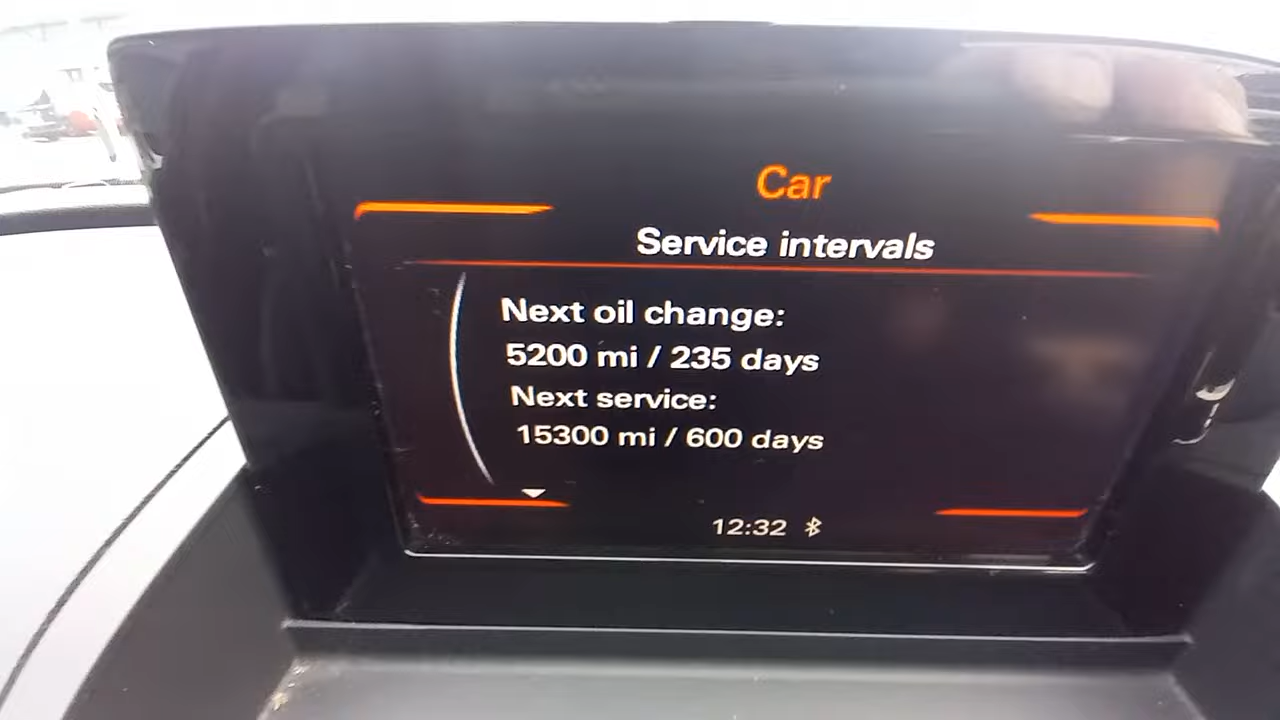 Car
Service intervals
Next oil change:
5200 mi / 235 days
Next service:
15300 mi / 600 days
12:32